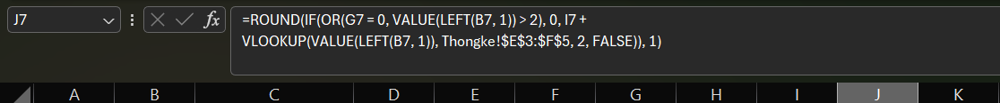 J7 fx =ROUND(IF(OR(G7 = 0, VALUE(LEFT(B7, 1)) > 2), 0, I7 +
VLOOKUP(VALUE(LEFT(B7, 1)), Thongke!$E$3:$F$5, 2, FALSE)), 1)
A B C D E F G H I J K